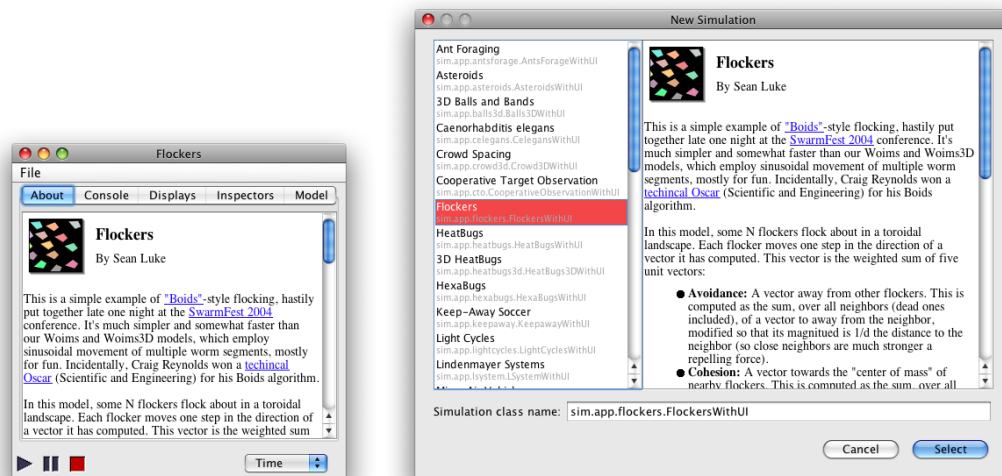 Flockers
File
About Console Displays Inspectors Model
Flockers
By Sean Luke
This is a simple example of "Boids"-style flocking, hastily
put together late one night at the SwarmFest 2004
conference. It's much simpler and somewhat faster than
our Woims and Woims3D models, which employ
sinusoidal movement of multiple worm segments, mostly
for fun. Incidentally, Craig Reynolds won a techincal
Oscar (Scientific and Engineering) for his Boids algorithm.
In this model, some N flockers flock about in a toroidal
landscape. Each flocker moves one step in the direction of
a vector it has computed. This vector is the weighted sum
Time
New Simulation
Ant Foraging
sim.app.antsforage.AntsForageWithUI
Asteroids
sim.app.asteroids.AsteroidsWithUI
3D Balls and Bands
sim.app.balls3d.Balls3DWithUI
Caenorhabditis elegans
sim.app.celegans.CelegansWithUI
Crowd Spacing
sim.app.crowd3d.Crowd3DWithUI
Cooperative Target Observation
sim.app.cto.CooperativeObservationWithUI
Flockers
sim.app.flockers.FlockersWithUI
HeatBugs
sim.app.heatbugs.HeatBugsWithUI
3D HeatBugs
sim.app.heatbugs3d.HeatBugs3DWithUI
HexaBugs
sim.app.hexabugs.HexaBugsWithUI
Keep-Away Soccer
sim.app.keepaway.KeepawayWithUI
Light Cycles
sim.app.lightcycles.LightCyclesWithUI
Lindenmayer Systems
sim.app.lsystem.LSystemWithUI
Flockers
By Sean Luke
This is a simple example of "Boids"-style flocking, hastily put
together late one night at the SwarmFest 2004 conference. It's
much simpler and somewhat faster than our Woims and Woims3D
models, which employ sinusoidal movement of multiple worm
segments, mostly for fun. Incidentally, Craig Reynolds won a
techincal Oscar (Scientific and Engineering) for his Boids
algorithm.
In this model, some N flockers flock about in a toroidal
landscape. Each flocker moves one step in the direction of a
vector it has computed. This vector is the weighted sum of five
unit vectors:
Avoidance: A vector away from other flockers. This is
computed as the sum, over all neighbors (dead ones
included), of a vector to away from the neighbor,
modified so that its magnitued is 1/d the distance to the
neighbor (so close neighbors are much stronger a
repelling force).
Cohesion: A vector towards the "center of mass" of
nearby flockers. This is computed as the sum, over all
Simulation class name: sim.app.flockers.FlockersWithUI
Cancel Select